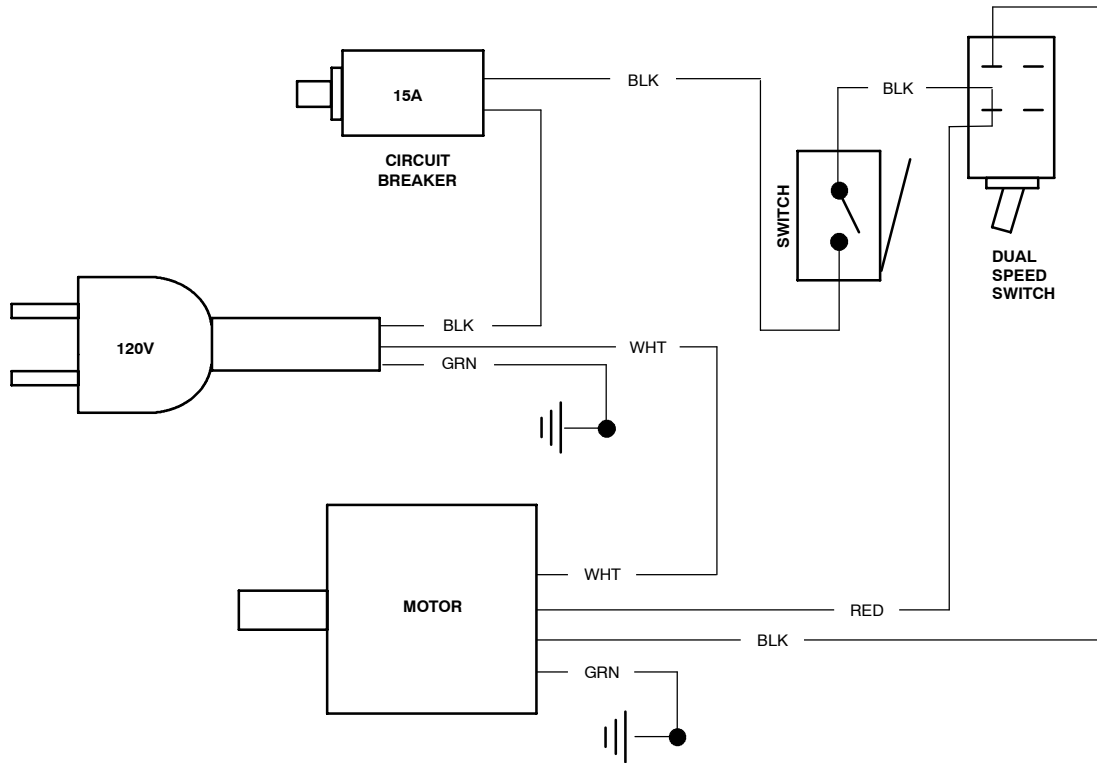 BLK
BLK
15A
CIRCUIT
BREAKER
SWITCH
DUAL
SPEED
SWITCH
BLK
120V
WHT
GRN
WHT
MOTOR
RED
BLK
GRN